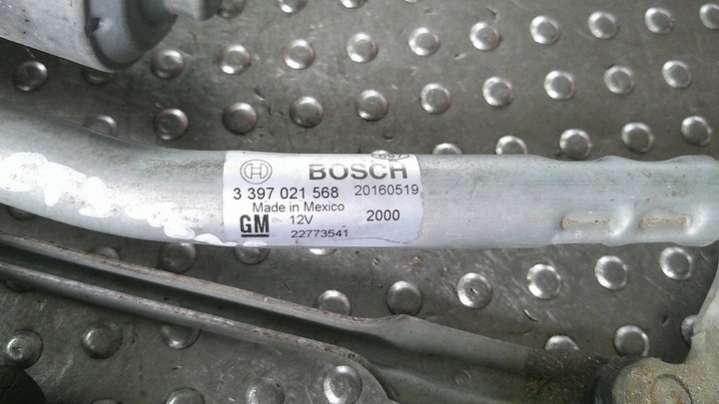 BOSCH
3 397 021 568 20160519
Made in Mexico
GM 12V 2000
22773541